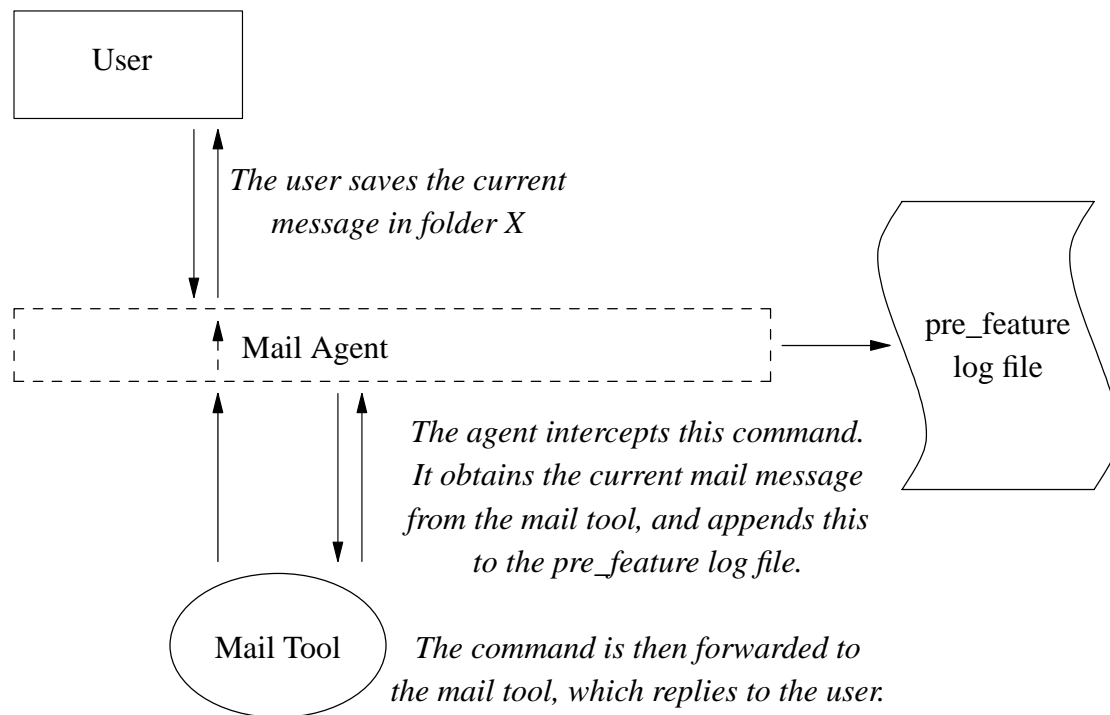 User
The user saves the current
message in folder X
Mail Agent
pre_feature
log file
The agent intercepts this command.
It obtains the current mail message
from the mail tool, and appends this
to the pre_feature log file.
Mail Tool
The command is then forwarded to
the mail tool, which replies to the user.